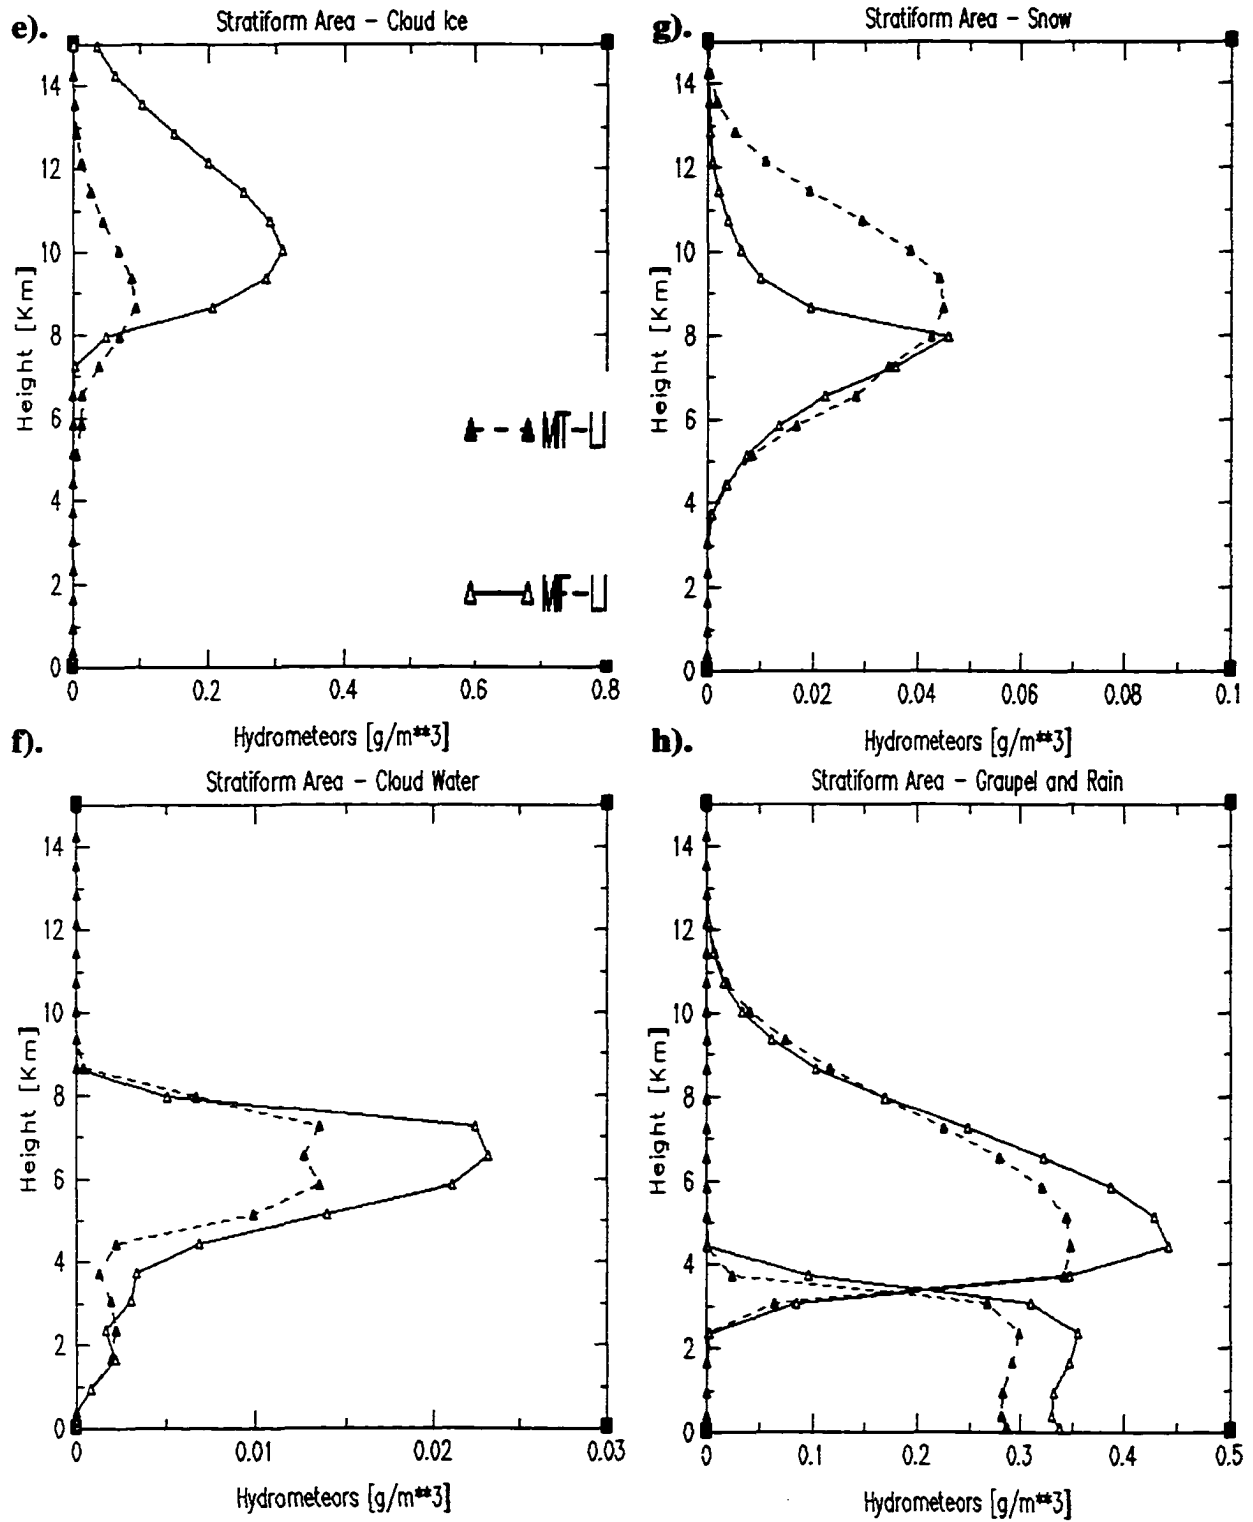 e).
Stratiform Area - Cloud Ice
14
12
10
8
6
4
2
0
Height [Km]
0
0.2
0.4
0.6
0.8
Hydrometeors [g/m**3]
MT-U
MF-U
g).
Stratiform Area - Snow
14
12
10
8
6
4
2
0
Height [Km]
0
0.02
0.04
0.06
0.08
0.1
Hydrometeors [g/m**3]
f).
Stratiform Area - Cloud Water
14
12
10
8
6
4
2
0
Height [Km]
0
0.01
0.02
0.03
Hydrometeors [g/m**3]
h).
Stratiform Area - Graupel and Rain
14
12
10
8
6
4
2
0
Height [Km]
0
0.1
0.2
0.3
0.4
0.5
Hydrometeors [g/m**3]